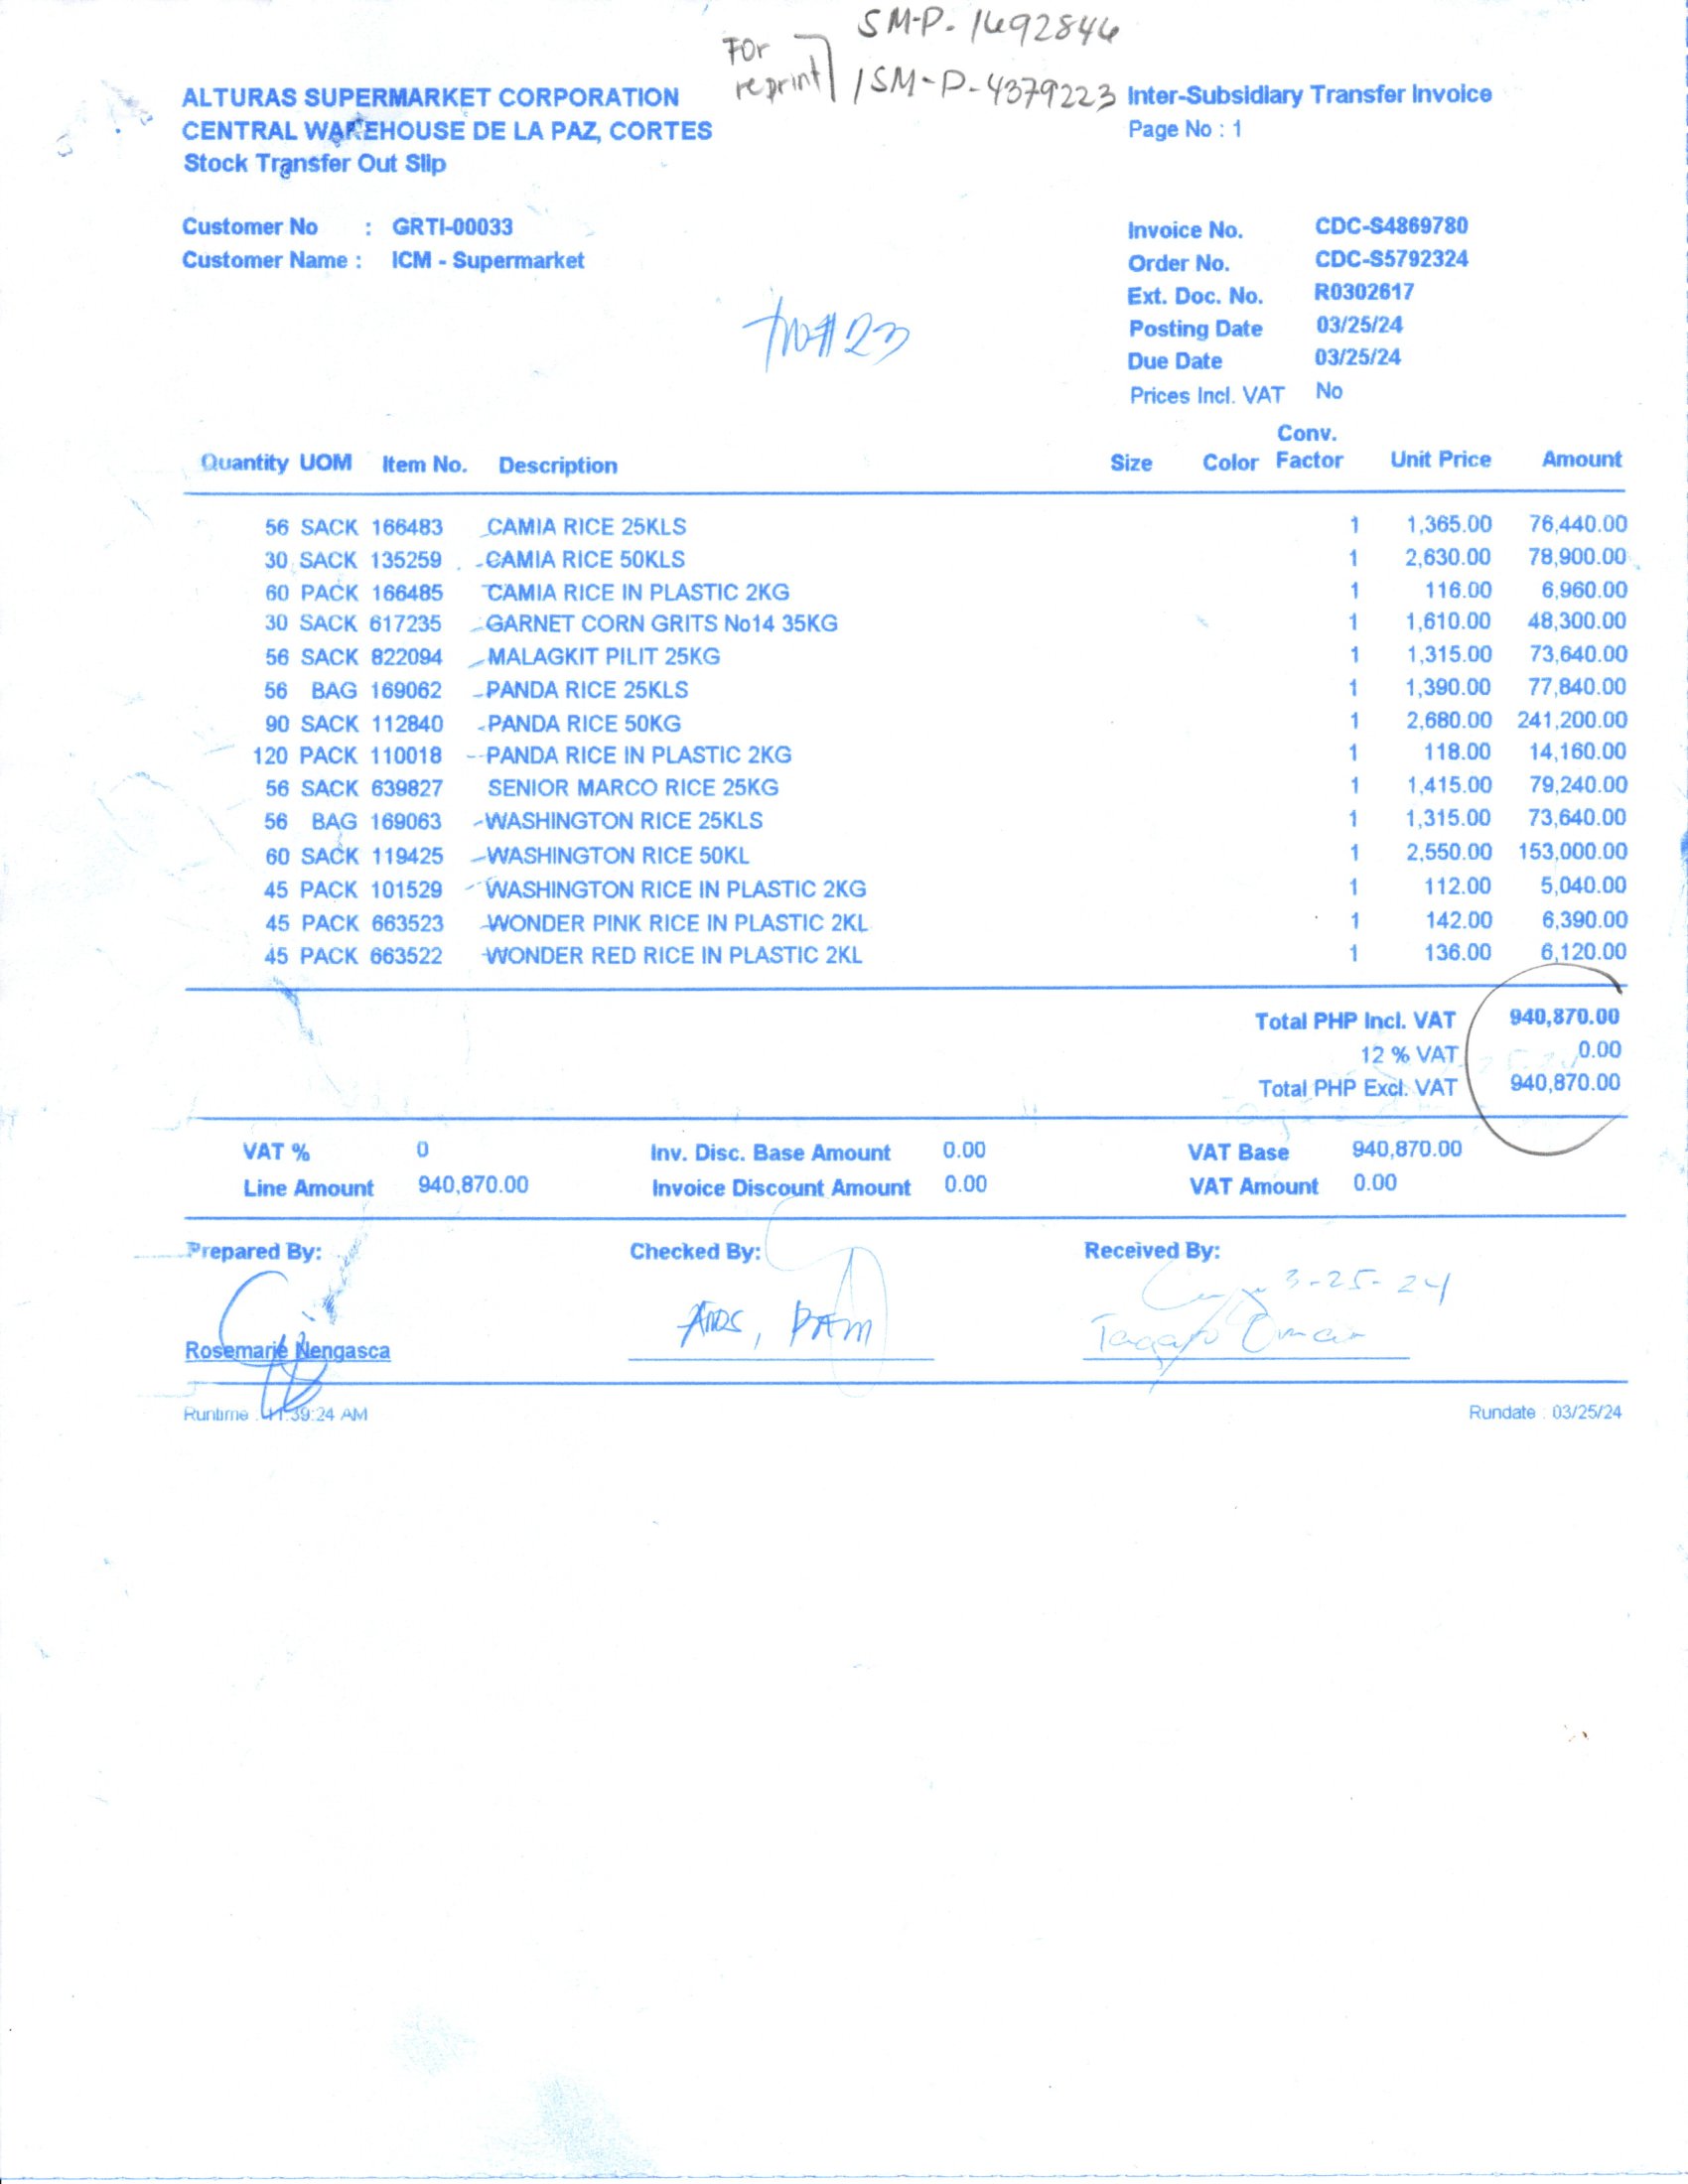 SM-P-1692846
For reprint
ISM-P-4379223
ALTURAS SUPERMARKET CORPORATION
CENTRAL WAREHOUSE DE LA PAZ, CORTES
Stock Transfer Out Slip
Inter-Subsidiary Transfer Invoice
Page No : 1
Customer No : GRTI-00033
Customer Name : ICM - Supermarket
Invoice No. CDC-S4869780
Order No. CDC-S5792324
Ext. Doc. No. R0302617
Posting Date 03/25/24
Due Date 03/25/24
Prices Incl. VAT No
#23
Quantity UOM Item No. Description Size Color Conv. Factor Unit Price Amount
56 SACK 166483 CAMIA RICE 25KLS 1 1,365.00 76,440.00
30 SACK 135259 CAMIA RICE 50KLS 1 2,630.00 78,900.00
60 PACK 166485 CAMIA RICE IN PLASTIC 2KG 1 116.00 6,960.00
30 SACK 617235 GARNET CORN GRITS No14 35KG 1 1,610.00 48,300.00
56 SACK 822094 MALAGKIT PILIT 25KG 1 1,315.00 73,640.00
56 BAG 169062 PANDA RICE 25KLS 1 1,390.00 77,840.00
90 SACK 112840 PANDA RICE 50KG 1 2,680.00 241,200.00
120 PACK 110018 PANDA RICE IN PLASTIC 2KG 1 118.00 14,160.00
56 SACK 639827 SENIOR MARCO RICE 25KG 1 1,415.00 79,240.00
56 BAG 169063 WASHINGTON RICE 25KLS 1 1,315.00 73,640.00
60 SACK 119425 WASHINGTON RICE 50KL 1 2,550.00 153,000.00
45 PACK 101529 WASHINGTON RICE IN PLASTIC 2KG 1 112.00 5,040.00
45 PACK 663523 WONDER PINK RICE IN PLASTIC 2KL 1 142.00 6,390.00
45 PACK 663522 WONDER RED RICE IN PLASTIC 2KL 1 136.00 6,120.00
Total PHP Incl. VAT 940,870.00
12 % VAT 0.00
Total PHP Excl. VAT 940,870.00
VAT % 0 Inv. Disc. Base Amount 0.00 VAT Base 940,870.00
Line Amount 940,870.00 Invoice Discount Amount 0.00 VAT Amount 0.00
Prepared By: Checked By: Received By:
3-25-24
Rosemarie Nengasca
Runtime : 11:39:24 AM Rundate : 03/25/24